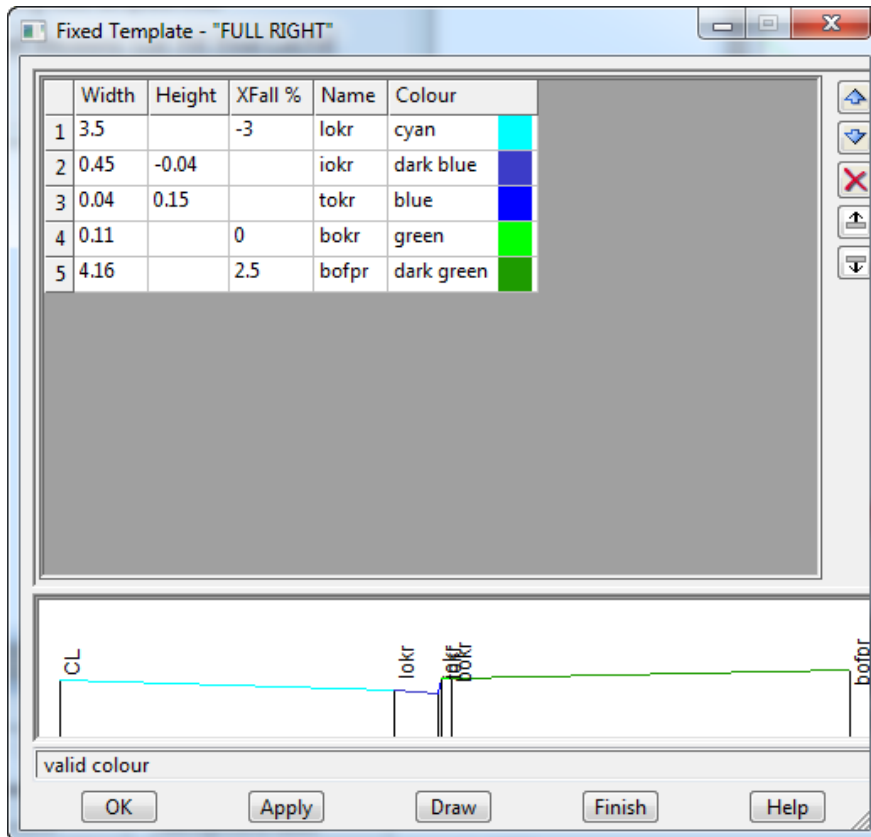 Fixed Template - "FULL RIGHT"
Width Height XFall % Name Colour
1 3.5 -3 lokr cyan
2 0.45 -0.04 iokr dark blue
3 0.04 0.15 tokr blue
4 0.11 0 bokr green
5 4.16 2.5 bofpr dark green
CL lokr bokr bofpr
valid colour
OK Apply Draw Finish Help